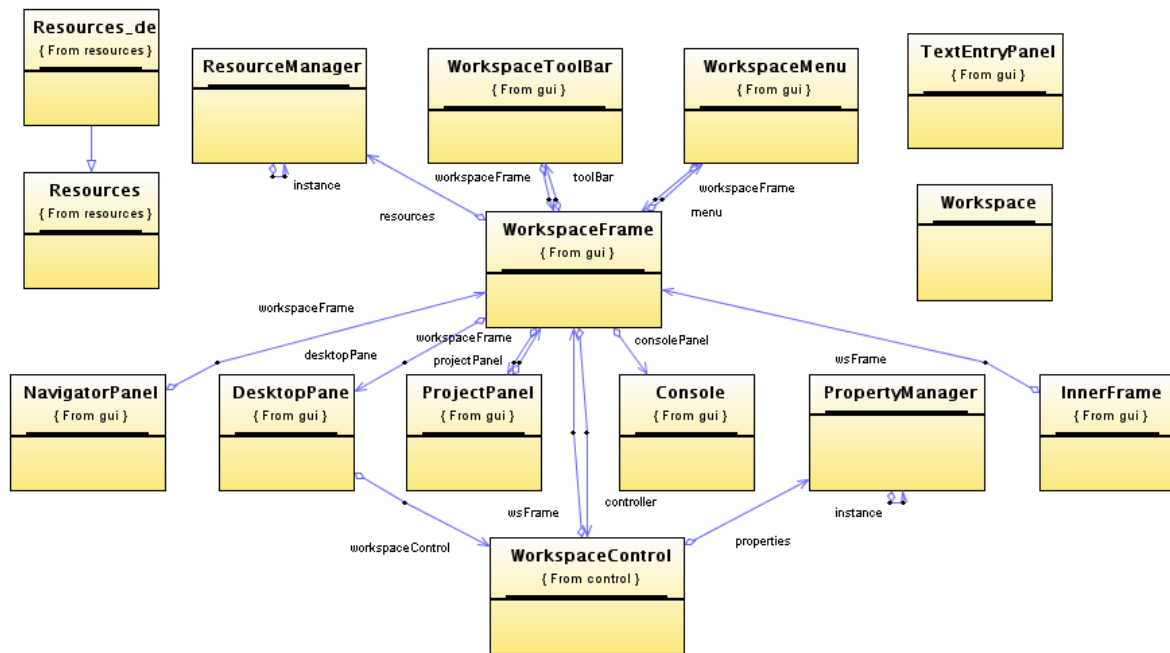 Resources_de
{ From resources }
ResourceManager
WorkspaceToolBar
{ From gui }
WorkspaceMenu
{ From gui }
TextEntryPanel
{ From gui }
Resources
{ From resources }
instance
workspaceFrame
toolBar
workspaceFrame
menu
resources
Workspace
WorkspaceFrame
{ From gui }
workspaceFrame
desktopPane
workspaceFrame
projectPanel
consolePanel
wsFrame
NavigatorPanel
{ From gui }
DesktopPane
{ From gui }
ProjectPanel
{ From gui }
Console
{ From gui }
PropertyManager
InnerFrame
{ From gui }
instance
wsFrame
controller
workspaceControl
properties
WorkspaceControl
{ From control }